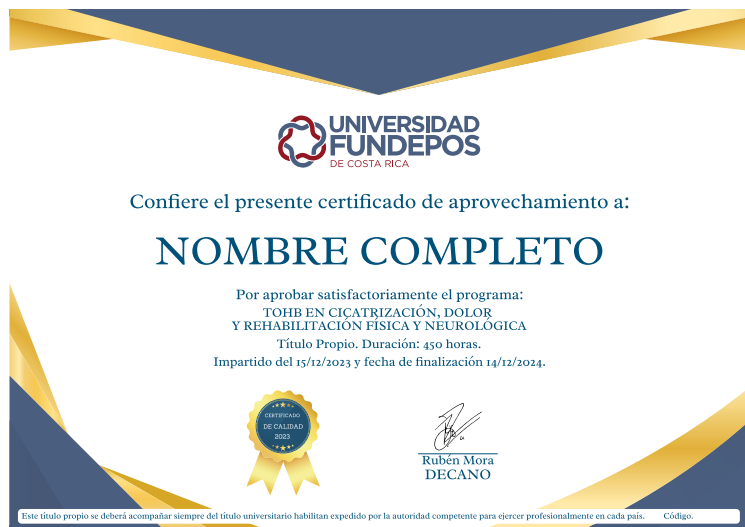 UNIVERSIDAD
FUNDEPOS
DE COSTA RICA
Confiere el presente certificado de aprovechamiento a:
NOMBRE COMPLETO
Por aprobar satisfactoriamente el programa:
TOHB EN CICATRIZACIÓN, DOLOR
Y REHABILITACIÓN FÍSICA Y NEUROLÓGICA
Título Propio. Duración: 450 horas.
Impartido del 15/12/2023 y fecha de finalización 14/12/2024.
CERTIFICADO
DE CALIDAD
2023
Rubén Mora
DECANO
Este título propio se deberá acompañar siempre del título universitario habilitan expedido por la autoridad competente para ejercer profesionalmente en cada país. Código.